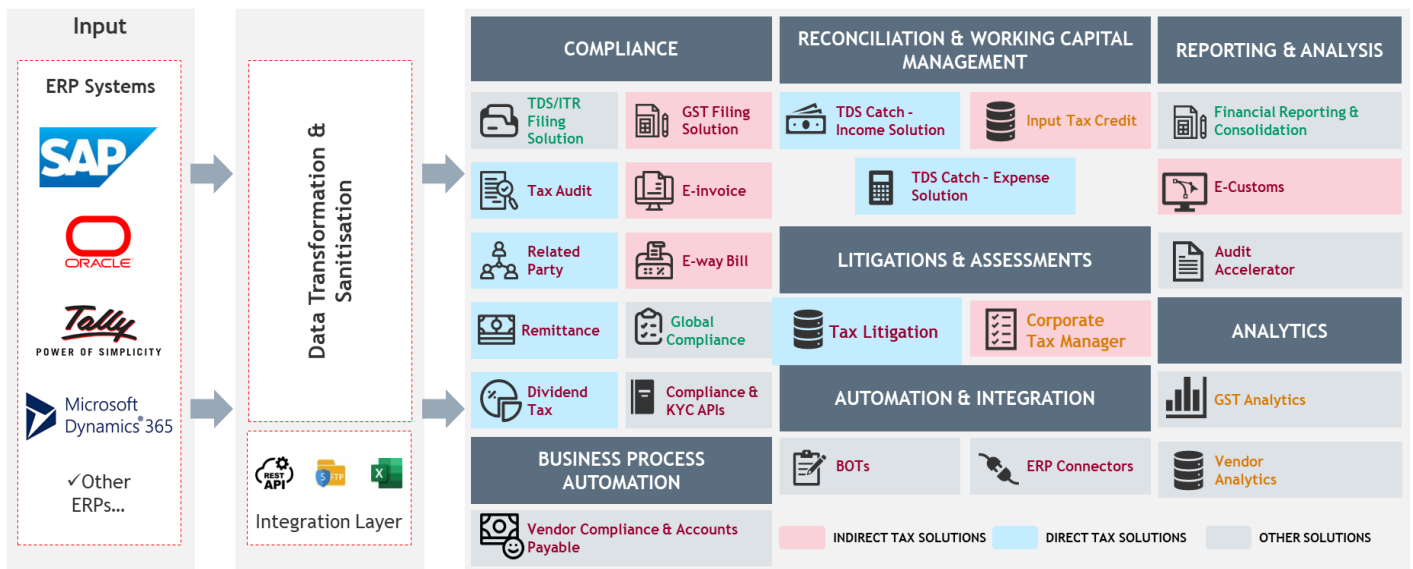 Input
ERP Systems
SAP
ORACLE
Tally
POWER OF SIMPLICITY
Microsoft
Dynamics® 365
✓Other
ERPs...
Data Transformation &
Sanitisation
REST
API
S FTP
X
Integration Layer
COMPLIANCE
TDS/ITR
Filing
Solution
GST Filing
Solution
Tax Audit
E-invoice
Related
Party
E-way Bill
Remittance
Global
Compliance
Dividend
Tax
Compliance &
KYC APIs
BUSINESS PROCESS
AUTOMATION
Vendor Compliance & Accounts
Payable
RECONCILIATION & WORKING CAPITAL
MANAGEMENT
TDS Catch -
Income Solution
Input Tax Credit
TDS Catch – Expense
Solution
LITIGATIONS & ASSESSMENTS
Tax Litigation
Corporate
Tax Manager
AUTOMATION & INTEGRATION
BOTs
ERP Connectors
REPORTING & ANALYSIS
Financial Reporting &
Consolidation
E-Customs
Audit
Accelerator
ANALYTICS
GST Analytics
Vendor
Analytics
INDIRECT TAX SOLUTIONS
DIRECT TAX SOLUTIONS
OTHER SOLUTIONS